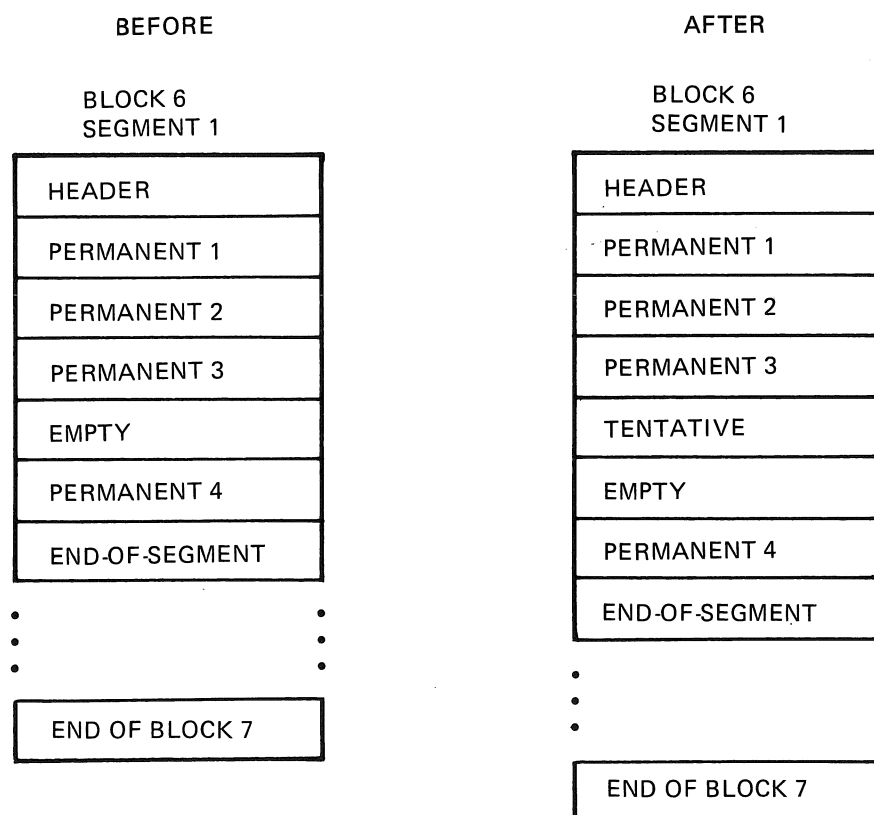 BEFORE
BLOCK 6
SEGMENT 1
HEADER
PERMANENT 1
PERMANENT 2
PERMANENT 3
EMPTY
PERMANENT 4
END-OF-SEGMENT
END OF BLOCK 7
AFTER
BLOCK 6
SEGMENT 1
HEADER
PERMANENT 1
PERMANENT 2
PERMANENT 3
TENTATIVE
EMPTY
PERMANENT 4
END-OF-SEGMENT
END OF BLOCK 7